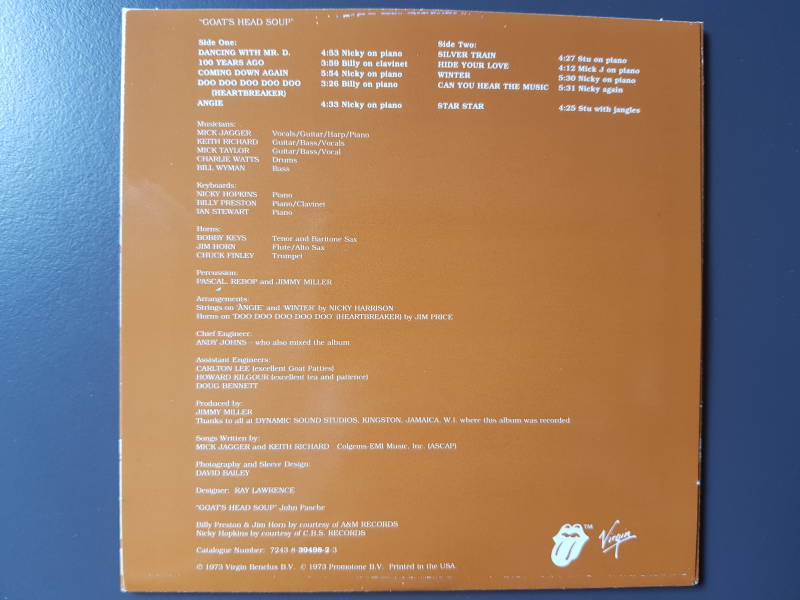 "GOAT'S HEAD SOUP"
Side One:
DANCING WITH MR. D. 4:53 Nicky on piano
100 YEARS AGO 3:59 Billy on clavinet
COMING DOWN AGAIN 5:54 Nicky on piano
DOO DOO DOO DOO DOO 3:26 Billy on piano
(HEARTBREAKER)
ANGIE 4:33 Nicky on piano
Side Two:
SILVER TRAIN 4:27 Stu on piano
HIDE YOUR LOVE 4:12 Mick J on piano
WINTER 5:30 Nicky on piano
CAN YOU HEAR THE MUSIC 5:31 Nicky again
STAR STAR 4:25 Stu with jangles
Musicians:
MICK JAGGER Vocals/Guitar/Harp/Piano
KEITH RICHARD Guitar/Bass/Vocals
MICK TAYLOR Guitar/Bass/Vocal
CHARLIE WATTS Drums
BILL WYMAN Bass
Keyboards:
NICKY HOPKINS Piano
BILLY PRESTON Piano/Clavinet
IAN STEWART Piano
Horns:
BOBBY KEYS Tenor and Baritone Sax
JIM HORN Flute/Alto Sax
CHUCK FINLEY Trumpet
Percussion:
PASCAL, REBOP and JIMMY MILLER
Arrangements:
Strings on 'ANGIE' and 'WINTER' by NICKY HARRISON
Horns on 'DOO DOO DOO DOO DOO' (HEARTBREAKER) by JIM PRICE
Chief Engineer:
ANDY JOHNS - who also mixed the album
Assistant Engineers:
CARLTON LEE (excellent Goat Patties)
HOWARD KILGOUR (excellent tea and patience)
DOUG BENNETT
Produced by:
JIMMY MILLER
Thanks to all at DYNAMIC SOUND STUDIOS, KINGSTON, JAMAICA, W.I. where this album was recorded
Songs Written by:
MICK JAGGER and KEITH RICHARD Colgems-EMI Music, Inc. (ASCAP)
Photography and Sleeve Design:
DAVID BAILEY
Designer: RAY LAWRENCE
"GOAT'S HEAD SOUP" John Pasche
Billy Preston & Jim Horn by courtesy of A&M RECORDS
Nicky Hopkins by courtesy of C.B.S. RECORDS
Catalogue Number: 7243-8-39498-2-3
℗ 1973 Virgin Benelux B.V. © 1973 Promotone B.V. Printed in the USA.
TM
Virgin